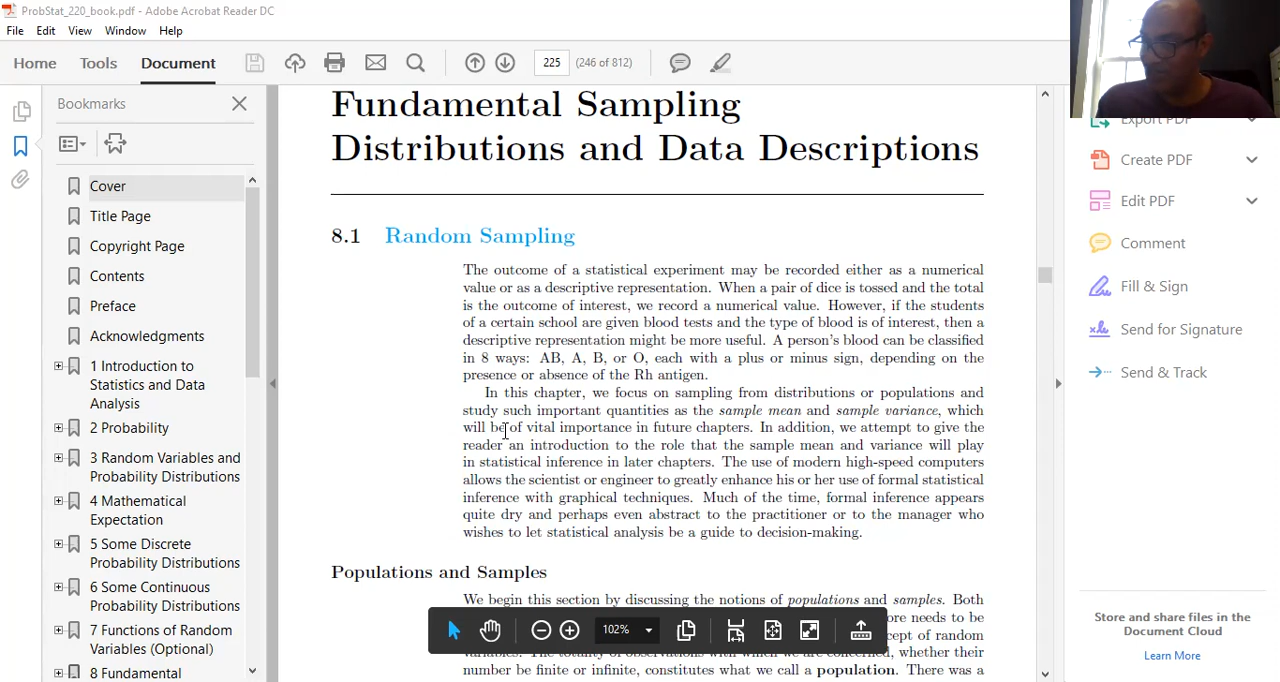 ProbStat_220_book.pdf - Adobe Acrobat Reader DC
File Edit View Window Help
Home Tools Document 225 (246 of 812)
Bookmarks
Cover
Title Page
Copyright Page
Contents
Preface
Acknowledgments
1 Introduction to
Statistics and Data
Analysis
2 Probability
3 Random Variables and
Probability Distributions
4 Mathematical
Expectation
5 Some Discrete
Probability Distributions
6 Some Continuous
Probability Distributions
7 Functions of Random
Variables (Optional)
8 Fundamental
Fundamental Sampling
Distributions and Data Descriptions
8.1 Random Sampling
The outcome of a statistical experiment may be recorded either as a numerical
value or as a descriptive representation. When a pair of dice is tossed and the total
is the outcome of interest, we record a numerical value. However, if the students
of a certain school are given blood tests and the type of blood is of interest, then a
descriptive representation might be more useful. A person's blood can be classified
in 8 ways: AB, A, B, or O, each with a plus or minus sign, depending on the
presence or absence of the Rh antigen.
In this chapter, we focus on sampling from distributions or populations and
study such important quantities as the sample mean and sample variance, which
will be of vital importance in future chapters. In addition, we attempt to give the
reader an introduction to the role that the sample mean and variance will play
in statistical inference in later chapters. The use of modern high-speed computers
allows the scientist or engineer to greatly enhance his or her use of formal statistical
inference with graphical techniques. Much of the time, formal inference appears
quite dry and perhaps even abstract to the practitioner or to the manager who
wishes to let statistical analysis be a guide to decision-making.
Populations and Samples
We begin this section by discussing the notions of populations and samples. Both
ore needs to be
cept of random
whether their
number be finite or infinite, constitutes what we call a population. There was a
102%
Export PDF
Create PDF
Edit PDF
Comment
Fill & Sign
Send for Signature
Send & Track
Store and share files in the
Document Cloud
Learn More